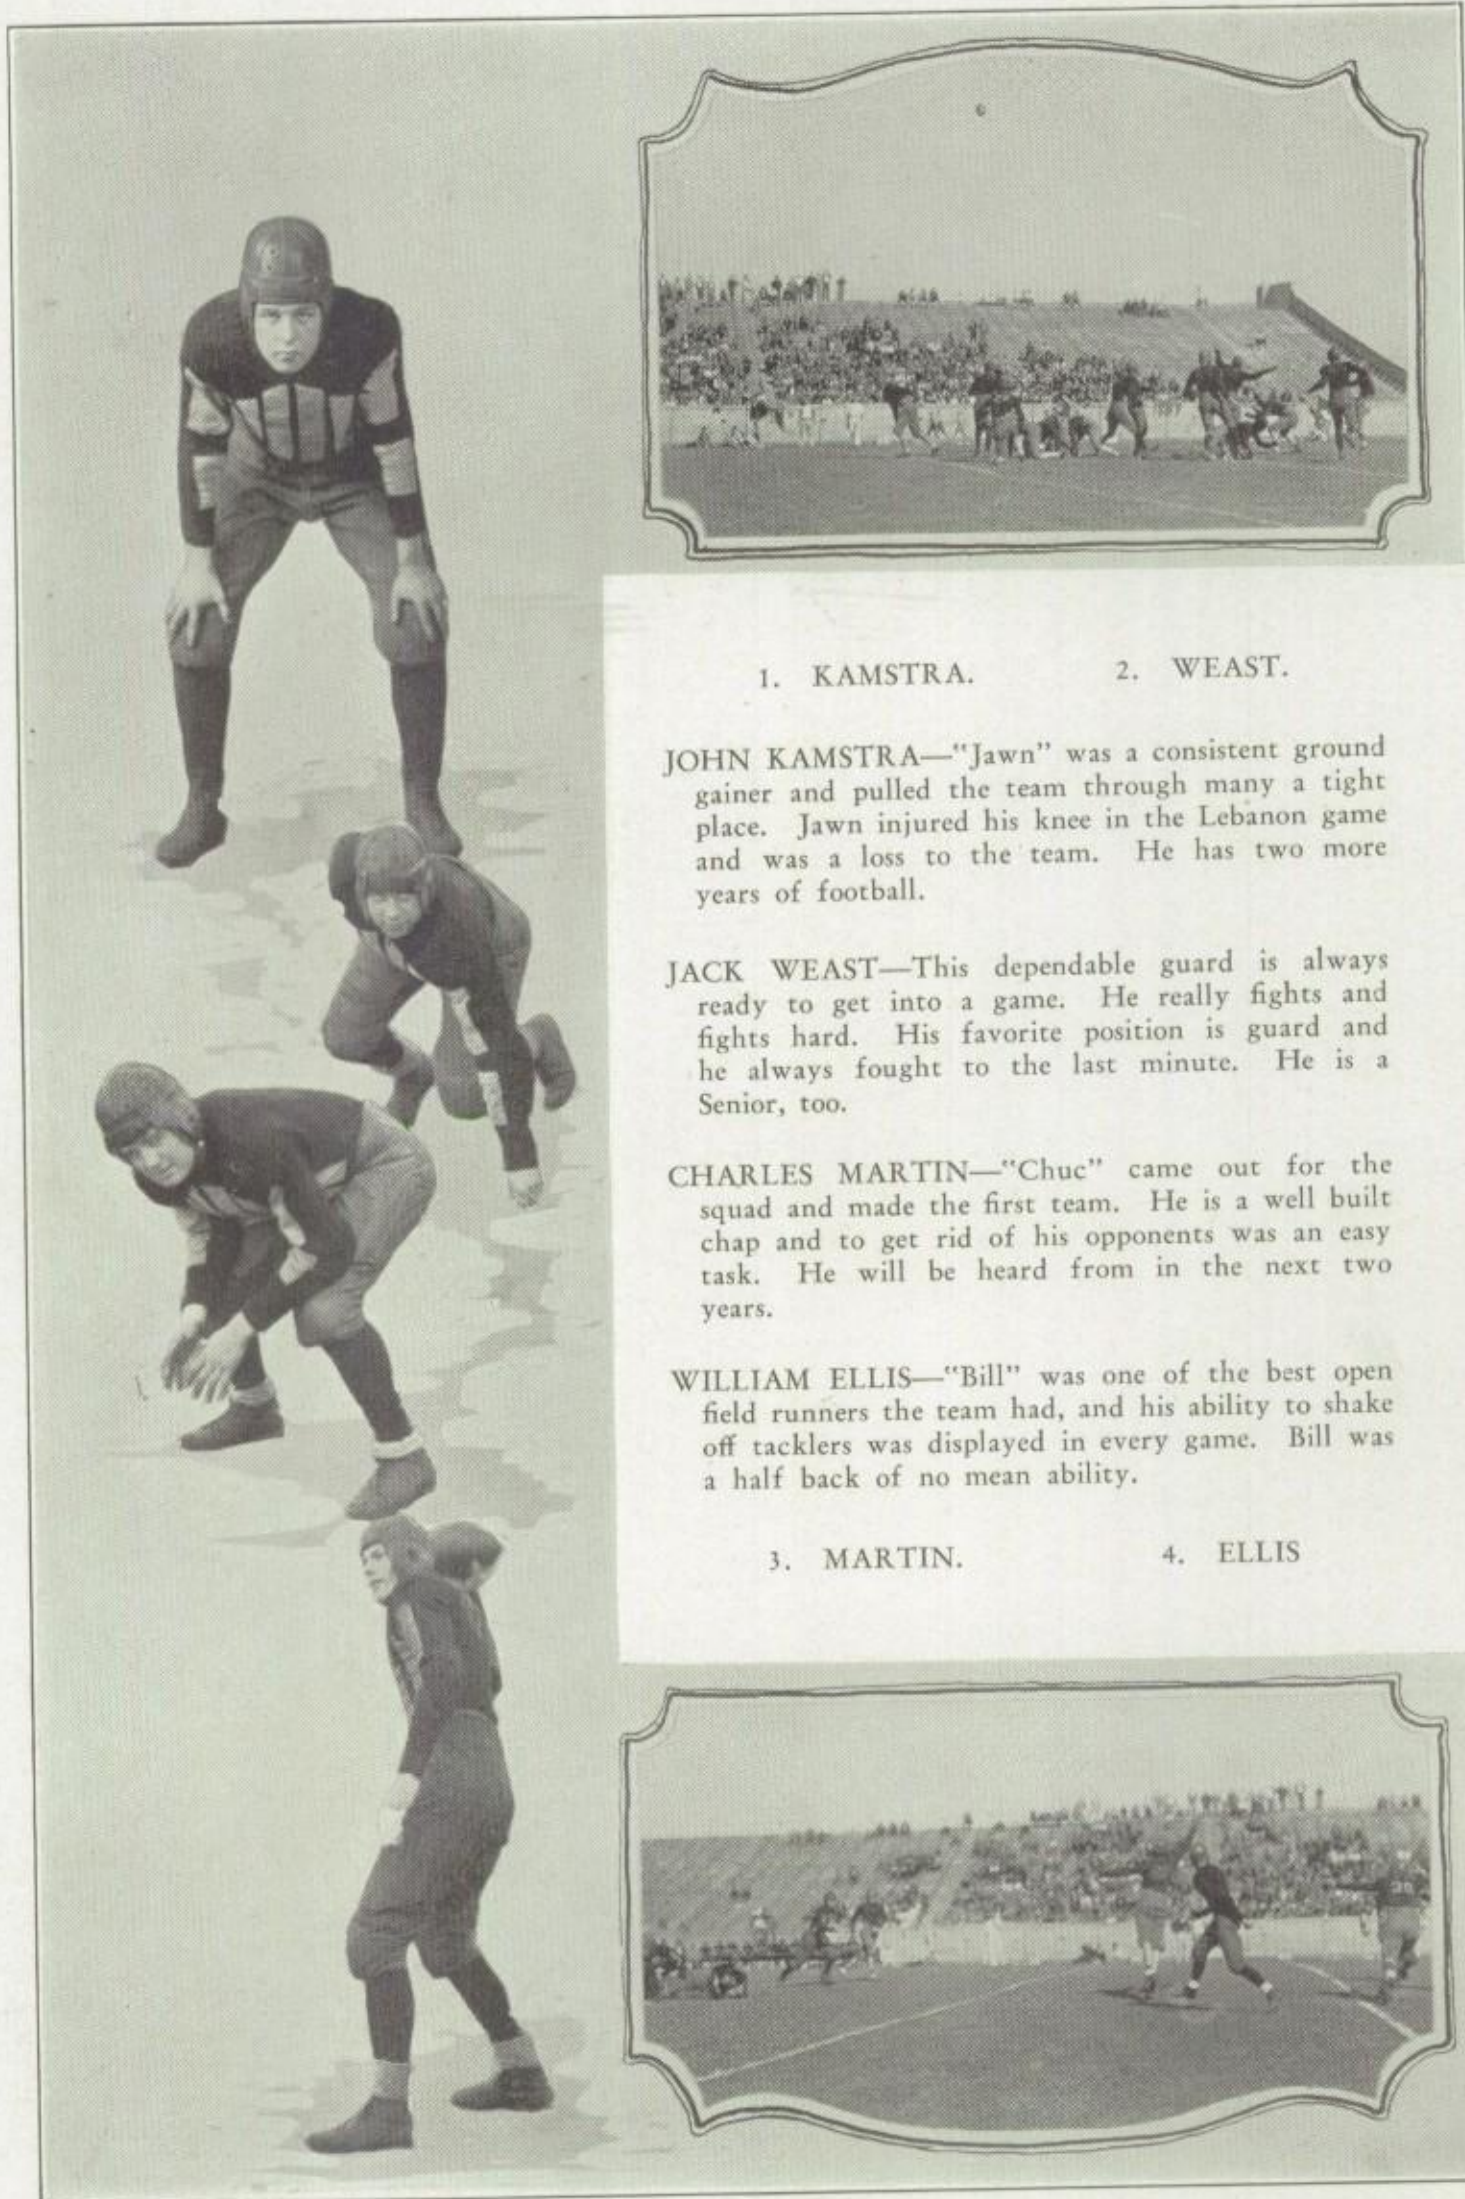 1. KAMSTRA. 2. WEAST.
JOHN KAMSTRA—"Jawn" was a consistent ground
gainer and pulled the team through many a tight
place. Jawn injured his knee in the Lebanon game
and was a loss to the team. He has two more
years of football.
JACK WEAST—This dependable guard is always
ready to get into a game. He really fights and
fights hard. His favorite position is guard and
he always fought to the last minute. He is a
Senior, too.
CHARLES MARTIN—"Chuc" came out for the
squad and made the first team. He is a well built
chap and to get rid of his opponents was an easy
task. He will be heard from in the next two
years.
WILLIAM ELLIS—"Bill" was one of the best open
field runners the team had, and his ability to shake
off tacklers was displayed in every game. Bill was
a half back of no mean ability.
3. MARTIN. 4. ELLIS